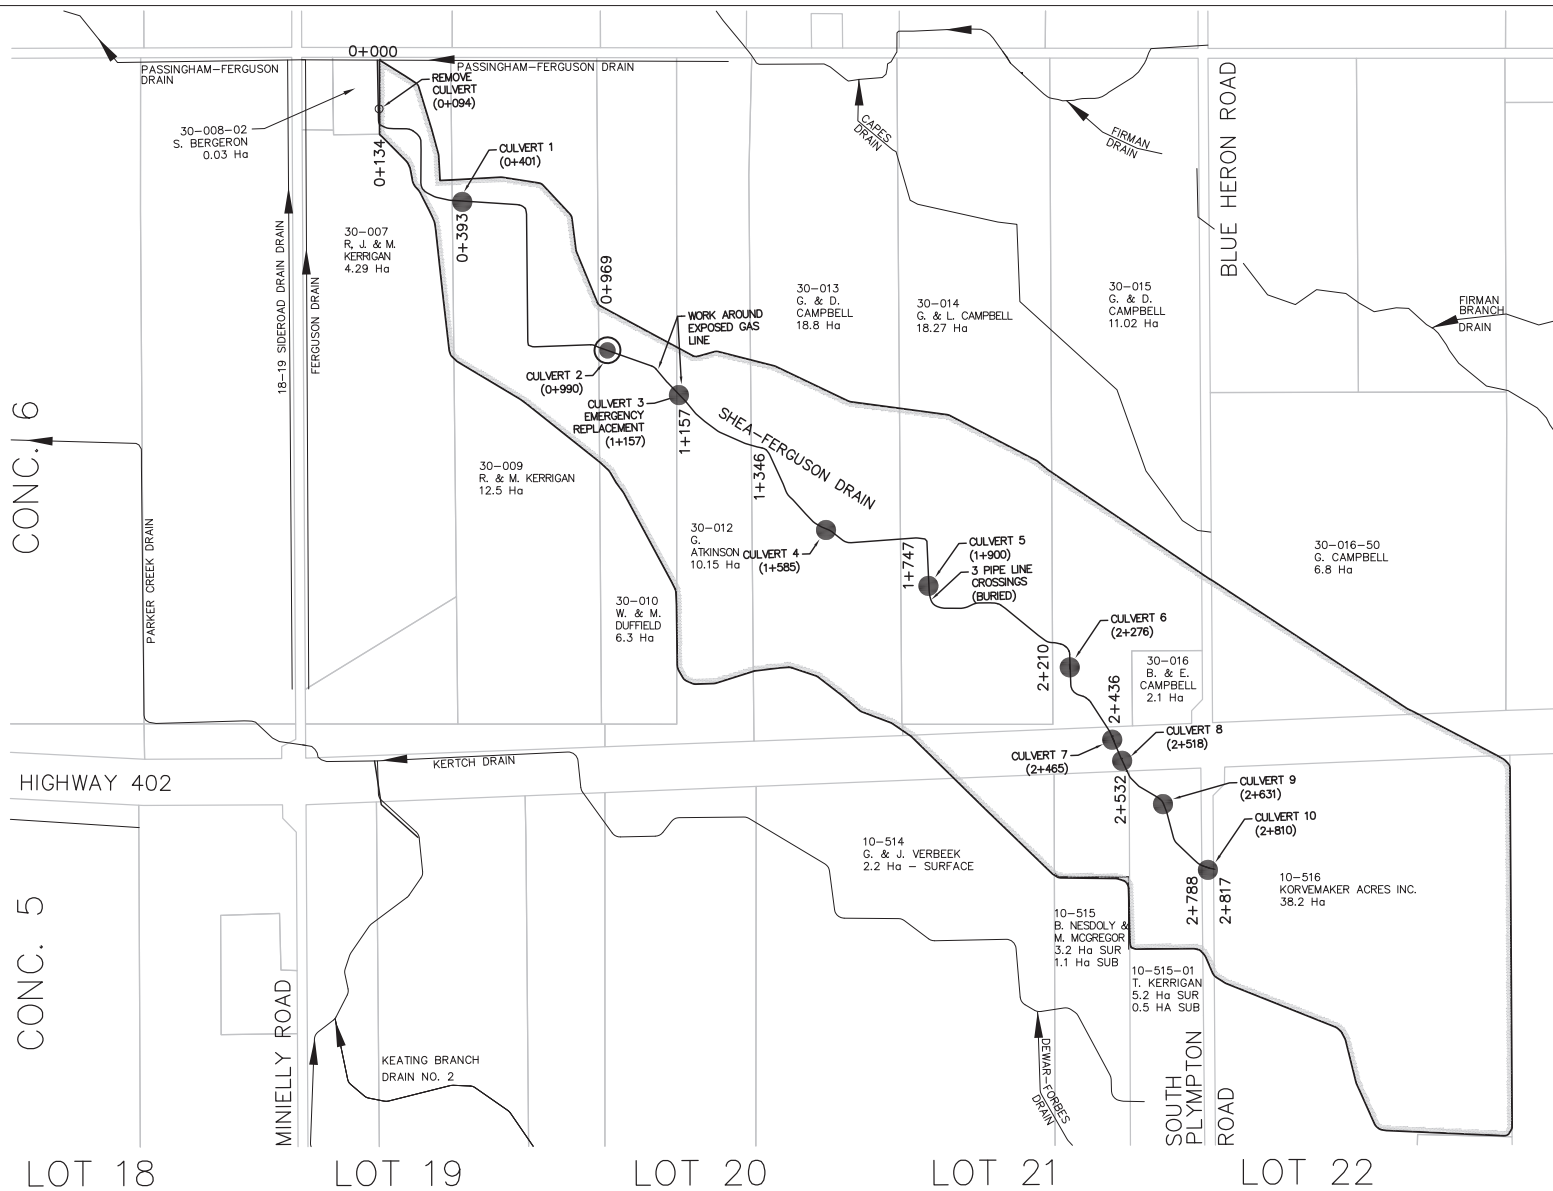 0+000
PASSINGHAM-FERGUSON
DRAIN
PASSINGHAM-FERGUSON DRAIN
REMOVE
CULVERT
(0+094)
30-008-02
S. BERGERON
0.03 Ha
0+134
CULVERT 1
(0+401)
0+393
CAPES
DRAIN
FIRMAN
DRAIN
BLUE HERON ROAD
18-19 SIDEROAD DRAIN DRAIN
FERGUSON DRAIN
30-007
R, J. & M.
KERRIGAN
4.29 Ha
0+969
WORK AROUND
EXPOSED GAS
LINE
30-013
G. & D.
CAMPBELL
18.8 Ha
30-014
G. & L. CAMPBELL
18.27 Ha
30-015
G. & D.
CAMPBELL
11.02 Ha
FIRMAN
BRANCH
DRAIN
CULVERT 2
(0+990)
CULVERT 3
EMERGENCY
REPLACEMENT
(1+157)
1+157
SHEA-FERGUSON DRAIN
1+346
CONC. 6
30-009
R. & M. KERRIGAN
12.5 Ha
PARKER CREEK DRAIN
30-012
G.
ATKINSON
10.15 Ha
CULVERT 4
(1+585)
1+747
CULVERT 5
(1+900)
3 PIPE LINE
CROSSINGS
(BURIED)
30-016-50
G. CAMPBELL
6.8 Ha
30-010
W. & M.
DUFFIELD
6.3 Ha
CULVERT 6
(2+276)
2+210
30-016
B. & E.
CAMPBELL
2.1 Ha
2+436
CULVERT 7
(2+465)
CULVERT 8
(2+518)
2+532
CULVERT 9
(2+631)
CULVERT 10
(2+810)
HIGHWAY 402
KERTCH DRAIN
10-514
G. & J. VERBEEK
2.2 Ha - SURFACE
2+788
2+817
10-516
KORVEMAKER ACRES INC.
38.2 Ha
CONC. 5
10-515
B. NESDOLY &
M. MCGREGOR
3.2 Ha SUR
1.1 Ha SUB
10-515-01
T. KERRIGAN
5.2 Ha SUR
0.5 HA SUB
MINIELLY ROAD
KEATING BRANCH
DRAIN NO. 2
DEWAR-FORBES
DRAIN
SOUTH
PLYMPTON
ROAD
LOT 18
LOT 19
LOT 20
LOT 21
LOT 22